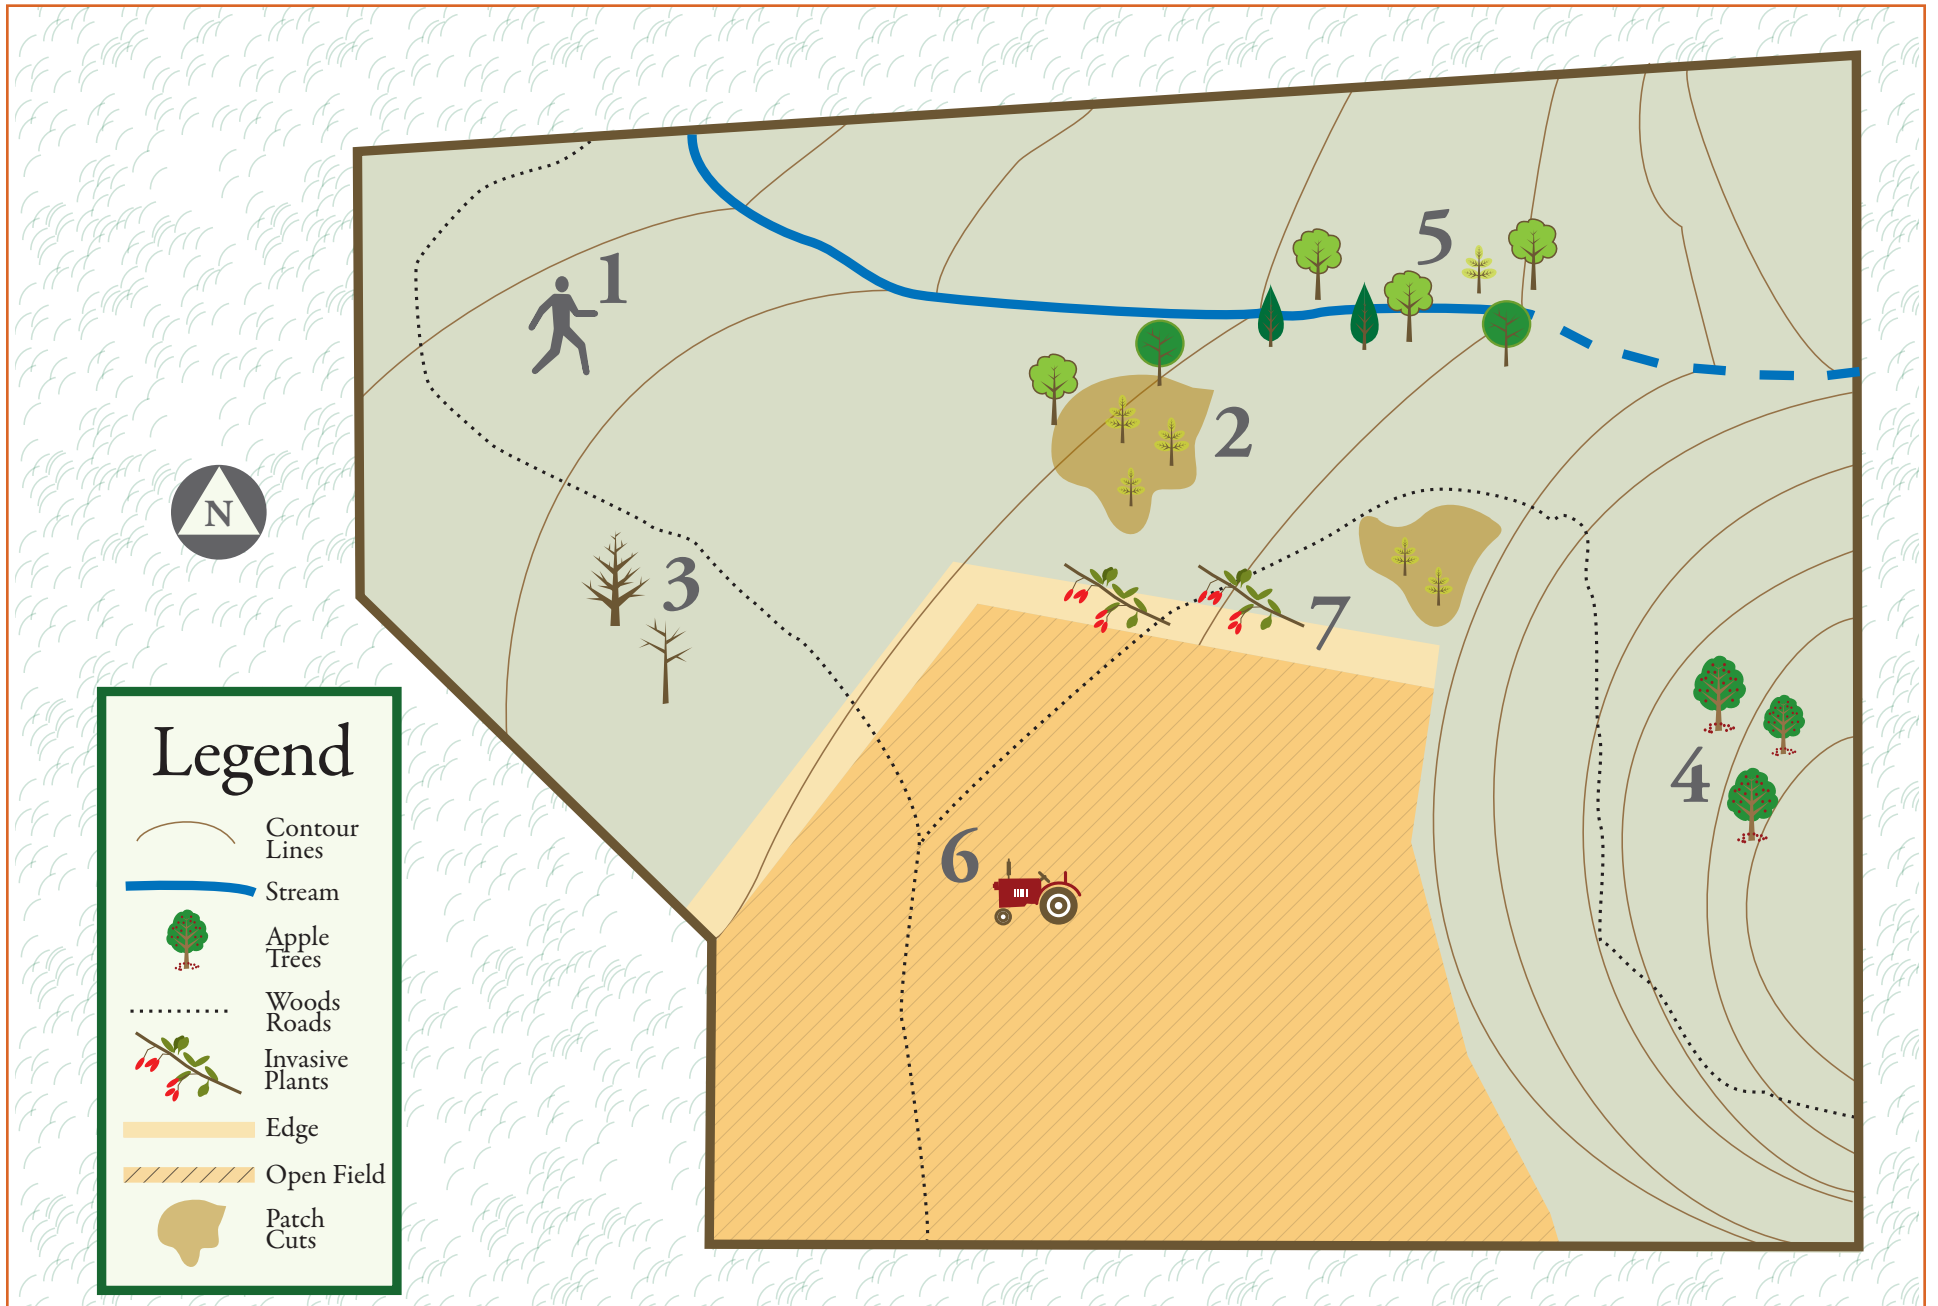 1
5
2
N
3
7
4
6
Legend
Contour
Lines
Stream
Apple
Trees
Woods
Roads
Invasive
Plants
Edge
Open Field
Patch
Cuts